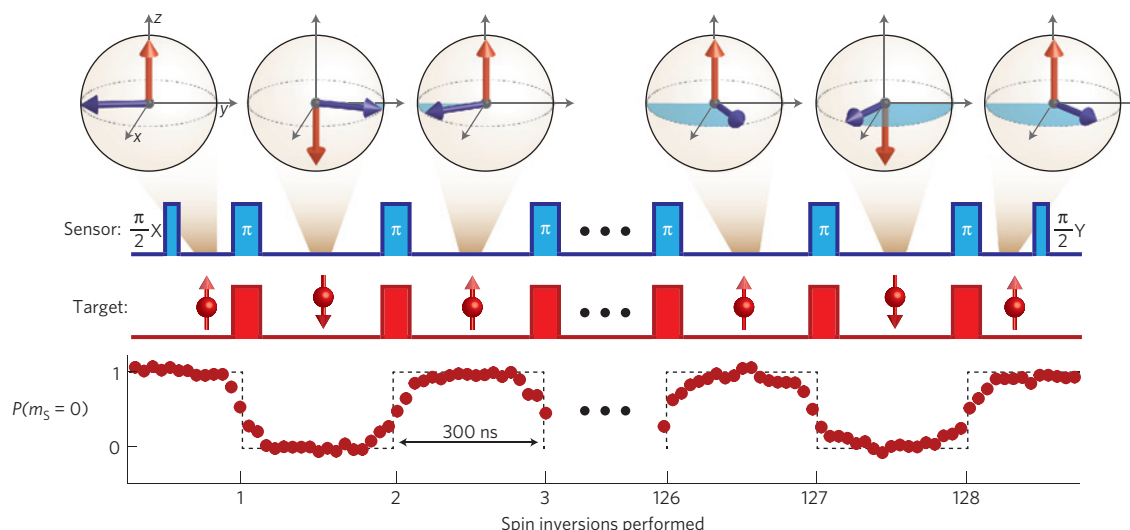 z
y
x
Sensor: π/2 X π π π π π π π/2 Y
Target:
1
P(mS = 0)
300 ns
0
1 2 3 126 127 128
Spin inversions performed